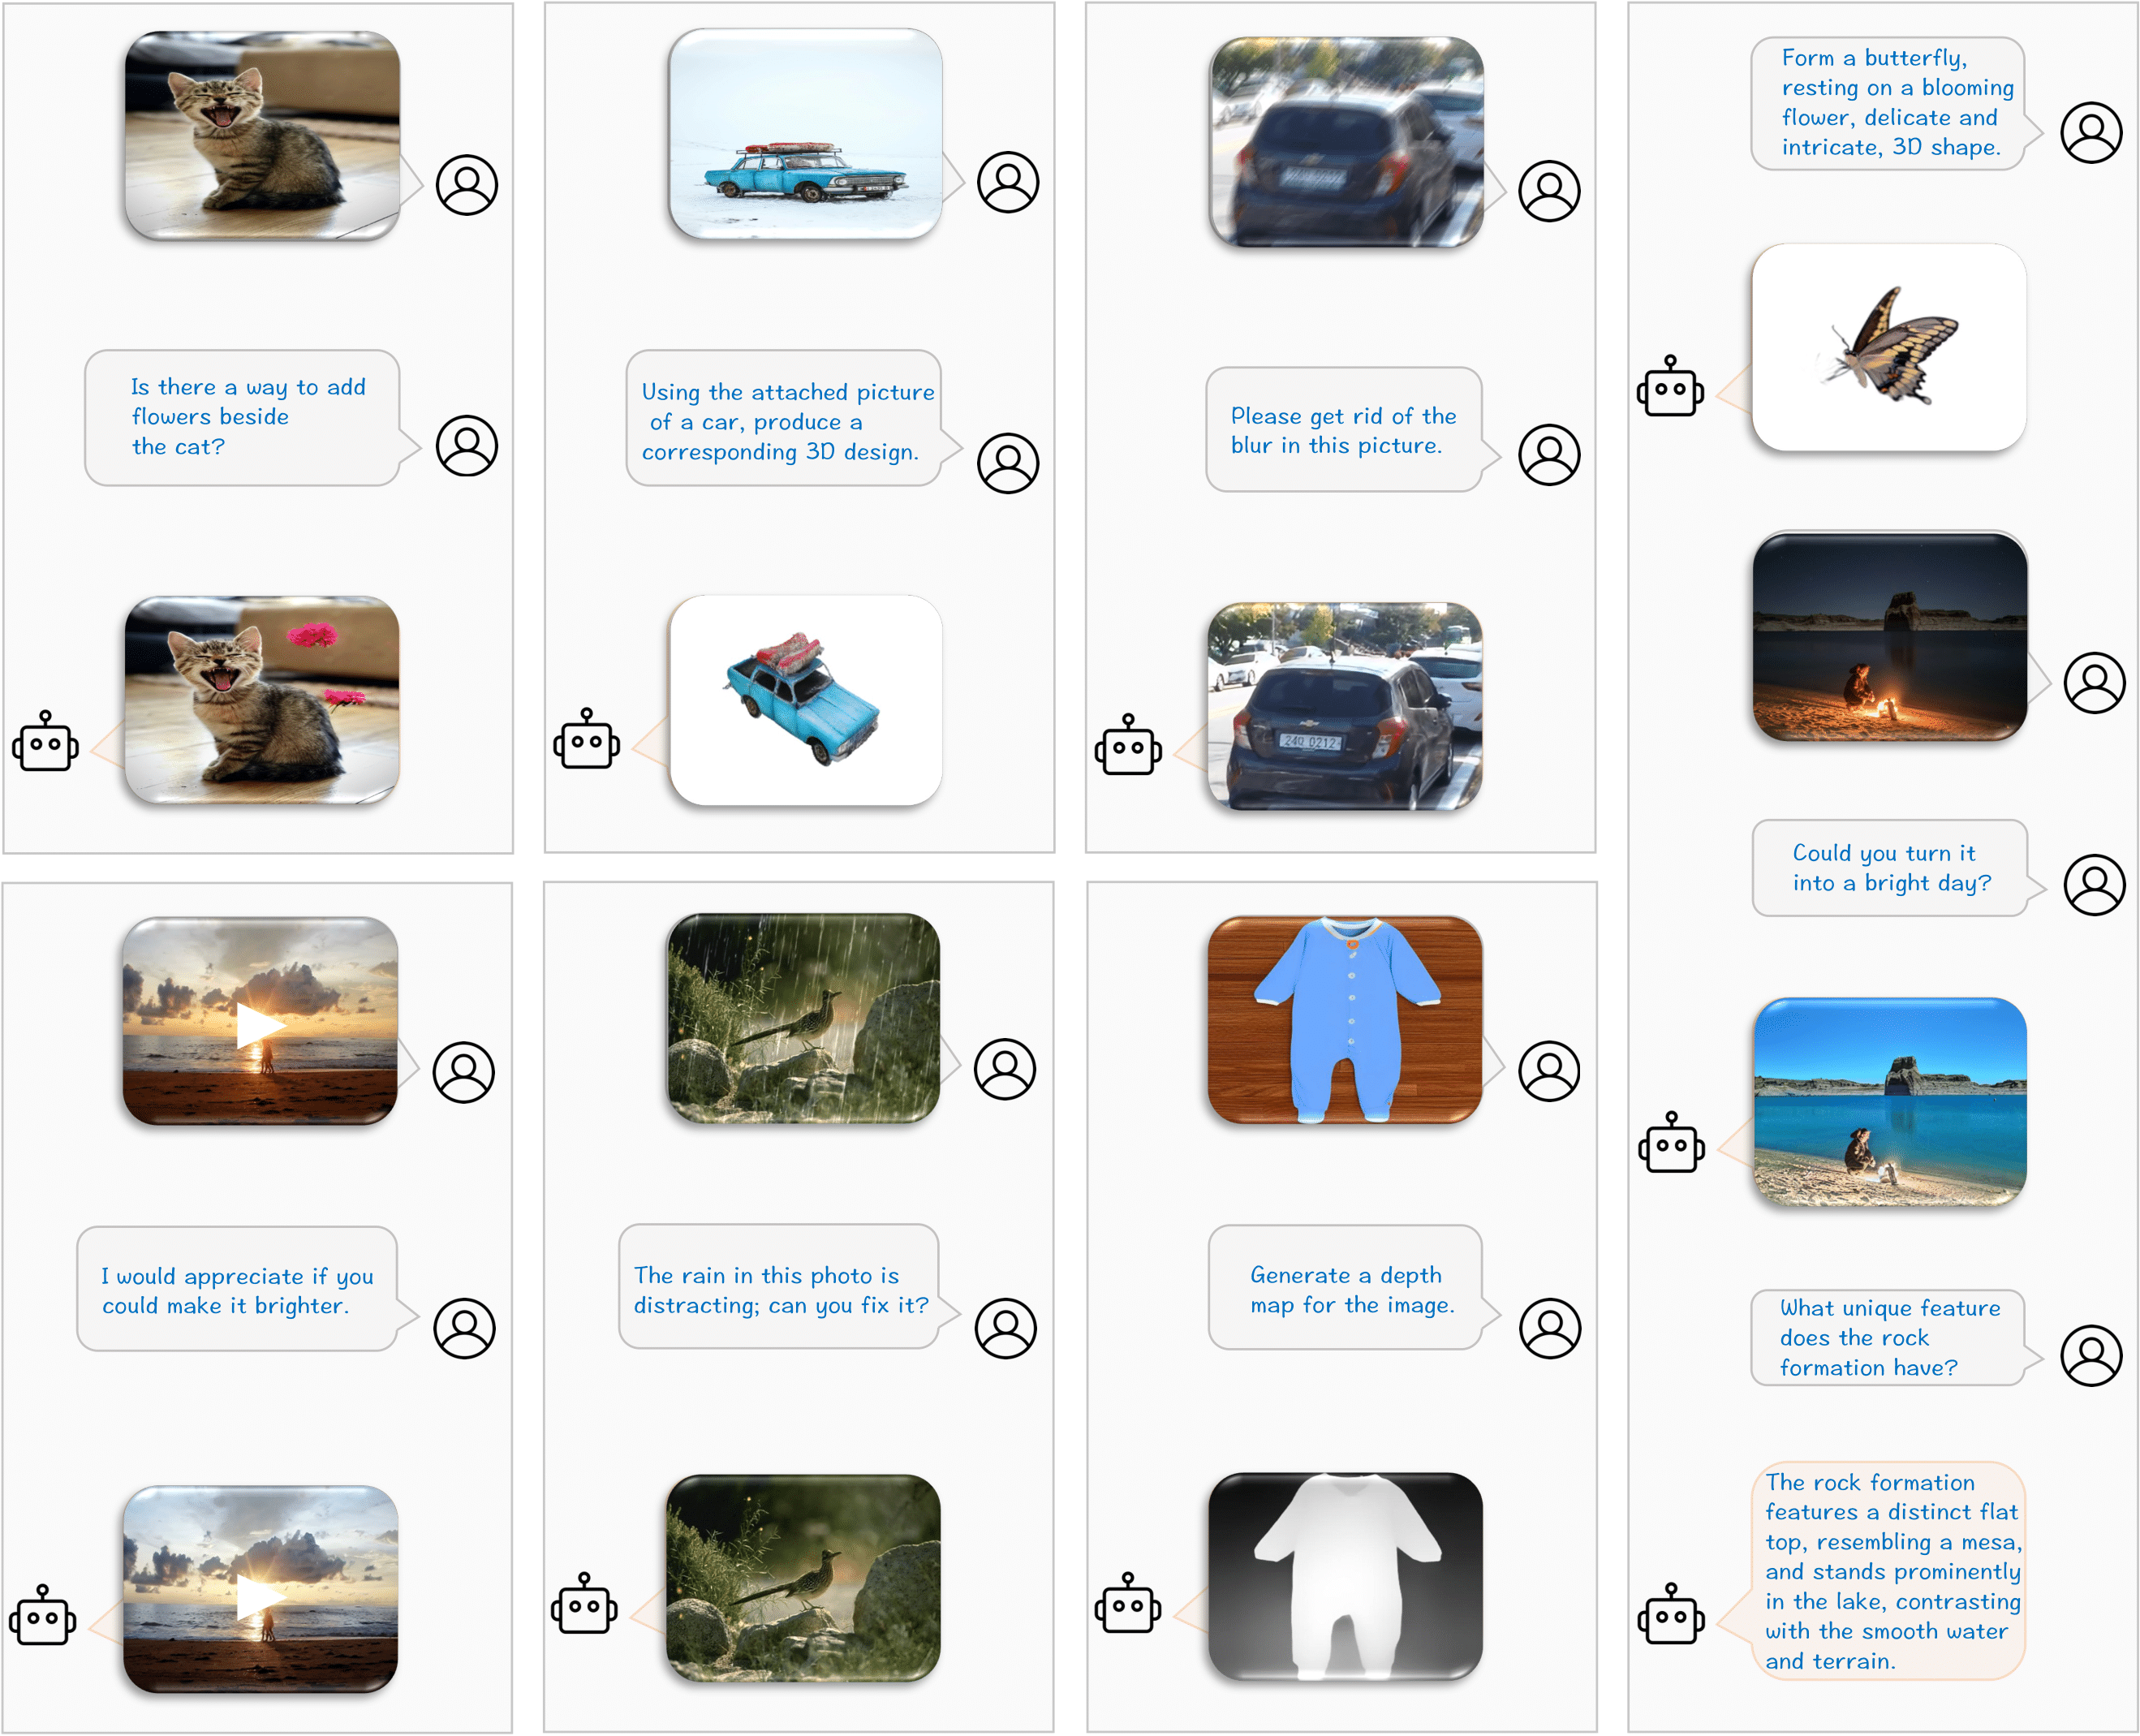 Is there a way to add
flowers beside
the cat?
Using the attached picture
of a car, produce a
corresponding 3D design.
Please get rid of the
blur in this picture.
24O 0212
I would appreciate if you
could make it brighter.
The rain in this photo is
distracting; can you fix it?
Generate a depth
map for the image.
Form a butterfly,
resting on a blooming
flower, delicate and
intricate, 3D shape.
Could you turn it
into a bright day?
What unique feature
does the rock
formation have?
The rock formation
features a distinct flat
top, resembling a mesa,
and stands prominently
in the lake, contrasting
with the smooth water
and terrain.